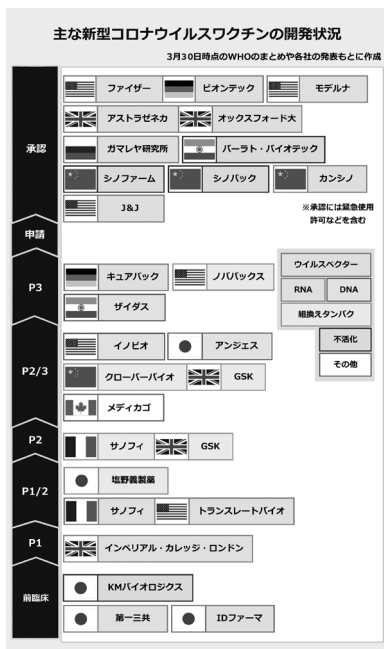 主な新型コロナウイルスワクチンの開発状況
3月30日時点のWHOのまとめや各社の発表もとに作成
承認
ファイザー ビオンテック モデルナ
アストラゼネカ オックスフォード大
ガマレヤ研究所 バーラト・バイオテック
シノファーム シノバック カンシノ
J&J
※承認には緊急使用
許可などを含む
申請
P3
キュアバック ノババックス
ザイダス
ウイルスベクター
RNA DNA
組換えタンパク
不活化
その他
P2/3
イノビオ アンジェス
クローバーバイオ GSK
メディカゴ
P2
サノフィ GSK
P1/2
塩野義製薬
サノフィ トランスレートバイオ
P1
インペリアル・カレッジ・ロンドン
前臨床
KMバイオロジクス
第一三共 IDファーマ